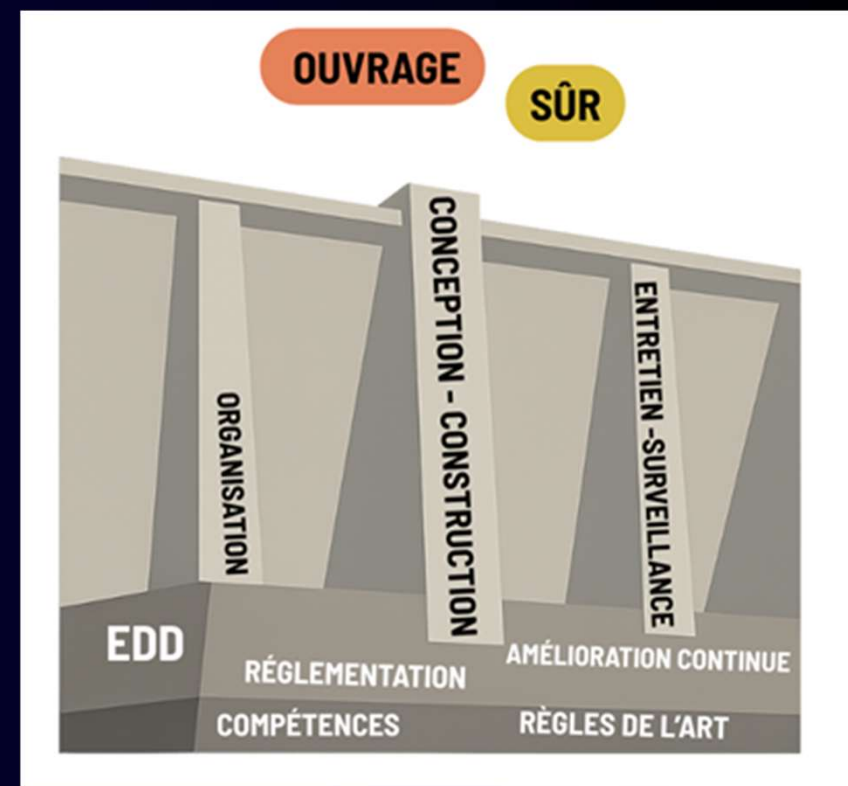 OUVRAGE
SÛR
ORGANISATION
CONCEPTION - CONSTRUCTION
ENTRETIEN -SURVEILLANCE
EDD
RÉGLEMENTATION
AMÉLIORATION CONTINUE
COMPÉTENCES
RÈGLES DE L'ART